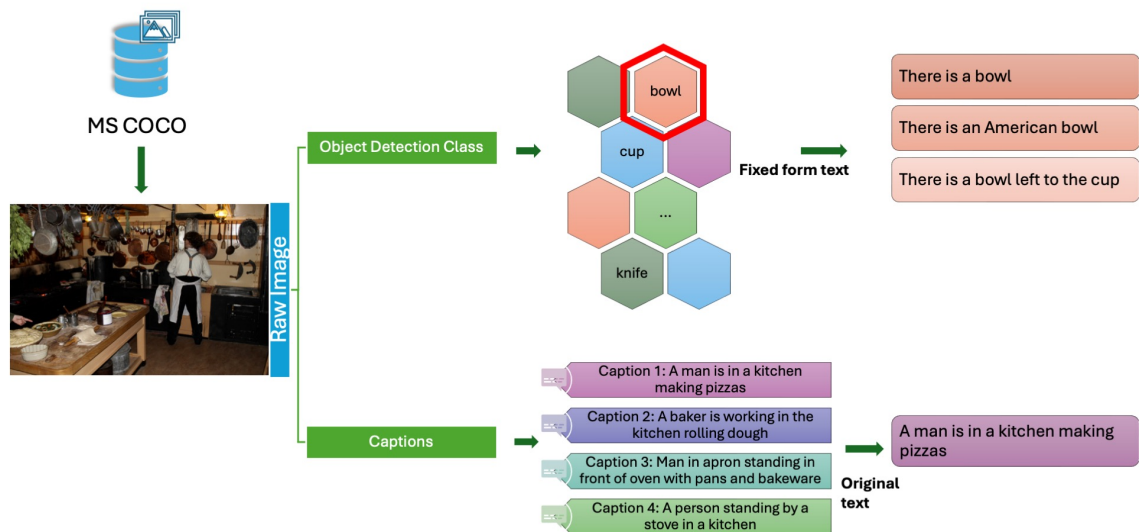 MS COCO
Raw Image
Object Detection Class
bowl
cup
...
knife
Fixed form text
There is a bowl
There is an American bowl
There is a bowl left to the cup
Captions
Caption 1: A man is in a kitchen
making pizzas
Caption 2: A baker is working in the
kitchen rolling dough
Caption 3: Man in apron standing in
front of oven with pans and bakeware
Caption 4: A person standing by a
stove in a kitchen
Original
text
A man is in a kitchen making
pizzas